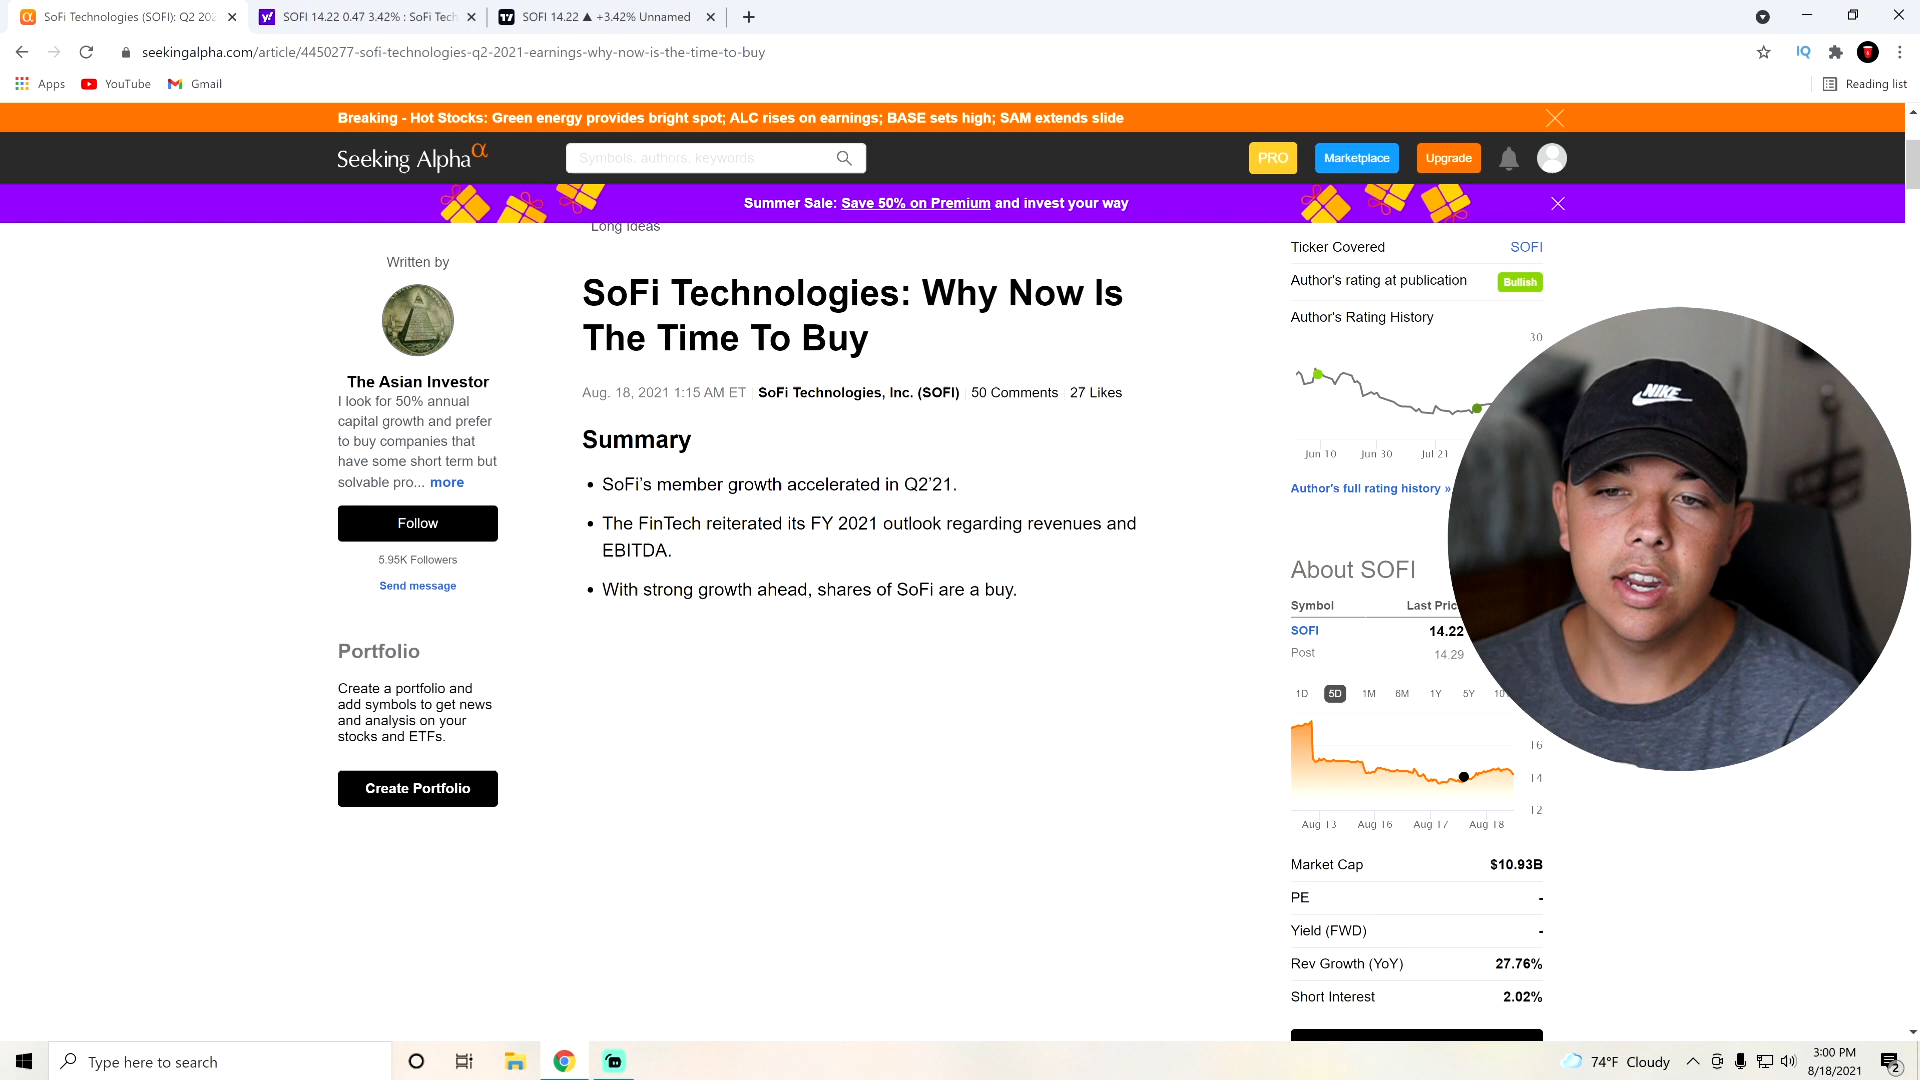 SoFi Technologies (SOFI): Q2 202
SOFI 14.22 0.47 3.42% : SoFi Tech
SOFI 14.22 ▲ +3.42% Unnamed
seekingalpha.com/article/4450277-sofi-technologies-q2-2021-earnings-why-now-is-the-time-to-buy
IQ
Apps
YouTube
Gmail
Reading list
Breaking - Hot Stocks: Green energy provides bright spot; ALC rises on earnings; BASE sets high; SAM extends slide
Seeking Alpha α
Symbols, authors, keywords
PRO
Marketplace
Upgrade
Summer Sale: Save 50% on Premium and invest your way
Long Ideas
Written by
The Asian Investor
I look for 50% annual
capital growth and prefer
to buy companies that
have some short term but
solvable pro... more
Follow
5.95K Followers
Send message
Portfolio
Create a portfolio and
add symbols to get news
and analysis on your
stocks and ETFs.
Create Portfolio
SoFi Technologies: Why Now Is
The Time To Buy
Aug. 18, 2021 1:15 AM ET | SoFi Technologies, Inc. (SOFI) | 50 Comments | 27 Likes
Summary
• SoFi's member growth accelerated in Q2'21.
• The FinTech reiterated its FY 2021 outlook regarding revenues and
EBITDA.
• With strong growth ahead, shares of SoFi are a buy.
Ticker Covered SOFI
Author's rating at publication Bullish
Author's Rating History
30
Jun 10 Jun 30 Jul 21
Author's full rating history »
NIKE
About SOFI
Symbol Last Pric
SOFI 14.22
Post 14.29
1D 5D 1M 6M 1Y 5Y 10
16
14
12
Aug 13 Aug 16 Aug 17 Aug 18
Market Cap $10.93B
PE -
Yield (FWD) -
Rev Growth (YoY) 27.76%
Short Interest 2.02%
Type here to search
74°F Cloudy
3:00 PM
8/18/2021
2